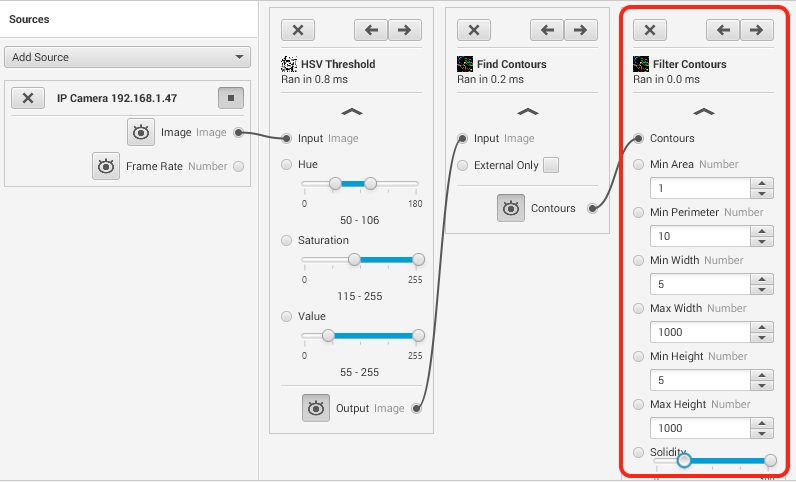 Sources
Add Source
IP Camera 192.168.1.47
Image Image
Frame Rate Number
HSV Threshold
Ran in 0.8 ms
Input Image
Hue
0 180
50 - 106
Saturation
0 255
115 - 255
Value
0 255
55 - 255
Output Image
Find Contours
Ran in 0.2 ms
Input Image
External Only
Contours
Filter Contours
Ran in 0.0 ms
Contours
Min Area Number
1
Min Perimeter Number
10
Min Width Number
5
Max Width Number
1000
Min Height Number
5
Max Height Number
1000
Solidity